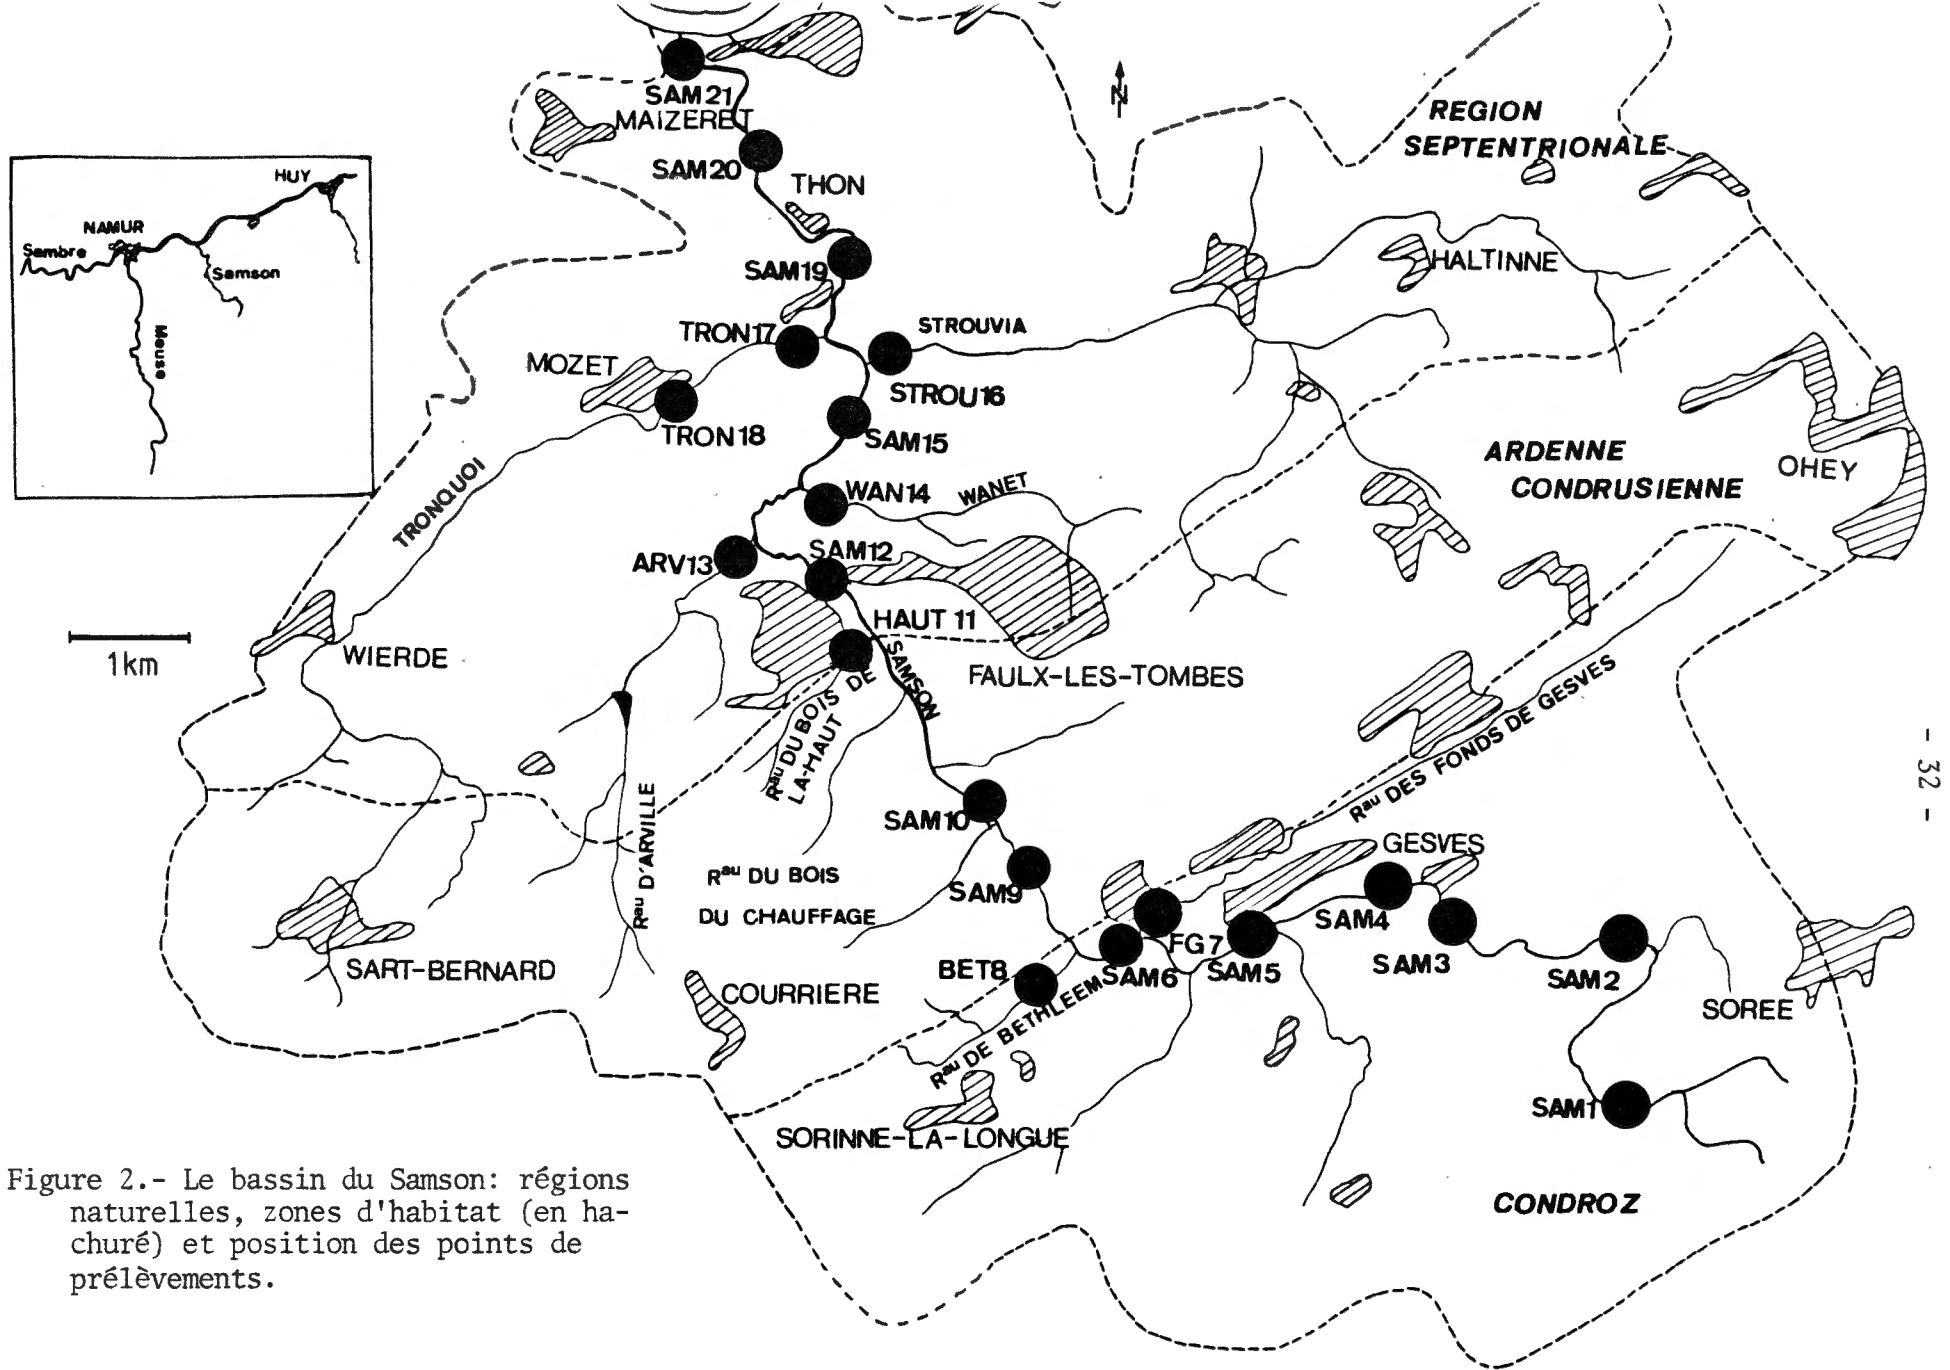 SAM21
MAIZERET
SAM20
THON
N
REGION
SEPTENTRIONALE
HUY
NAMUR
Sambre
Samson
Meuse
SAM19
HALTINNE
TRON17
STROUVIA
MOZET
STROU16
TRON18
SAM15
ARDENNE
CONDRUSIENNE
OHEY
TRONQUOI
WAN14
WANET
SAM12
ARV13
HAUT 11
1km
WIERDE
SAMSON
FAULX-LES-TOMBES
Rau DU BOIS DE
LA-HAUT
Rau DES FONDS DE GESVES
- 32 -
SAM10
Rau D'ARVILLE
GESVES
Rau DU BOIS
DU CHAUFFAGE
SAM9
SAM4
FG7
SAM3
SAM2
SAM5
SAM6
BET8
SART-BERNARD
COURRIERE
SOREE
Rau DE BETHLEEM
SAM1
SORINNE-LA-LONGUE
CONDROZ
Figure 2.- Le bassin du Samson: régions
naturelles, zones d'habitat (en ha-
churé) et position des points de
prélèvements.